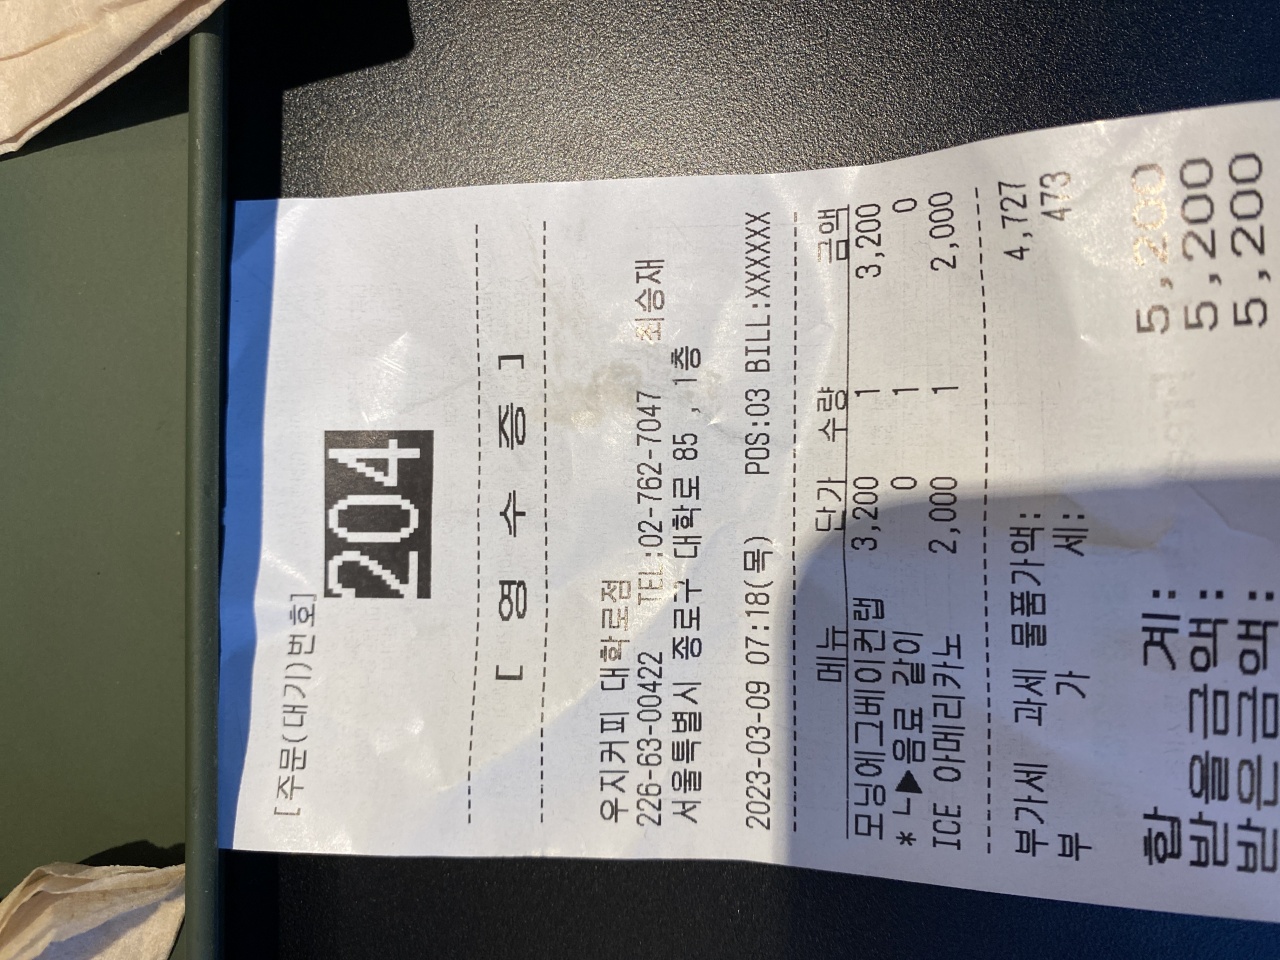 [주문(대기)번호]
204
[ 영 수 증 ]
우지커피 대학로점
226-63-00422 TEL:02-762-7047 최승재
서울특별시 종로구 대학로 85 , 1층
2023-03-09 07:18(목) POS:03 BILL:XXXXXX
메뉴 단가 수량 금액
모닝에그베이컨랩 3,200 1 3,200
* ㄴ▶음료 같이 0 1 0
ICE 아메리카노 2,000 1 2,000
부가세 과세 물품가액: 4,727
부 가 세: 473
합 계: 5,200
받을금액: 5,200
받은금액: 5,200